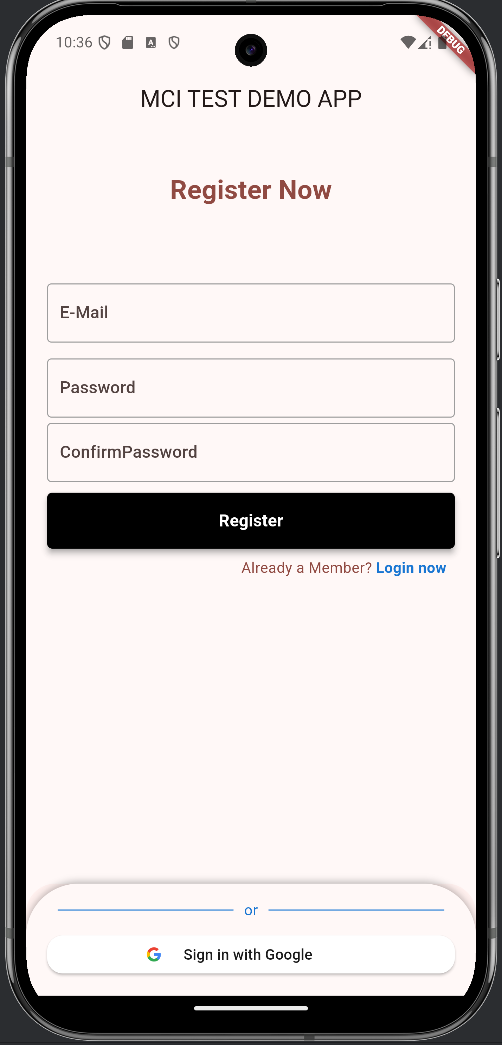 10:36
A
DEBUG
MCI TEST DEMO APP
Register Now
E-Mail
Password
ConfirmPassword
Register
Already a Member? Login now
or
Sign in with Google